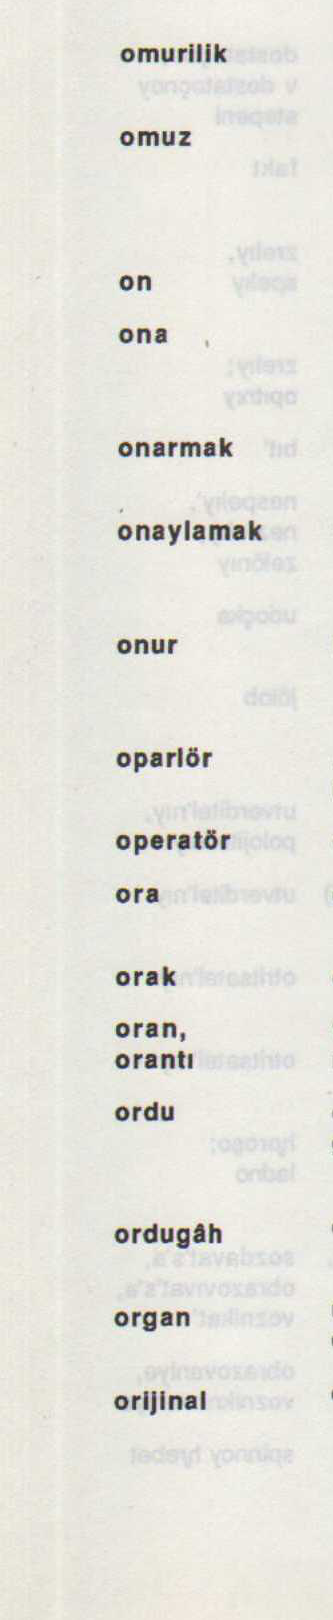 omurilik
omuz
on
ona
onarmak
onaylamak
onur
oparlör
operatör
ora
orak
oran,
orantı
ordu
ordugâh
organ
orijinal